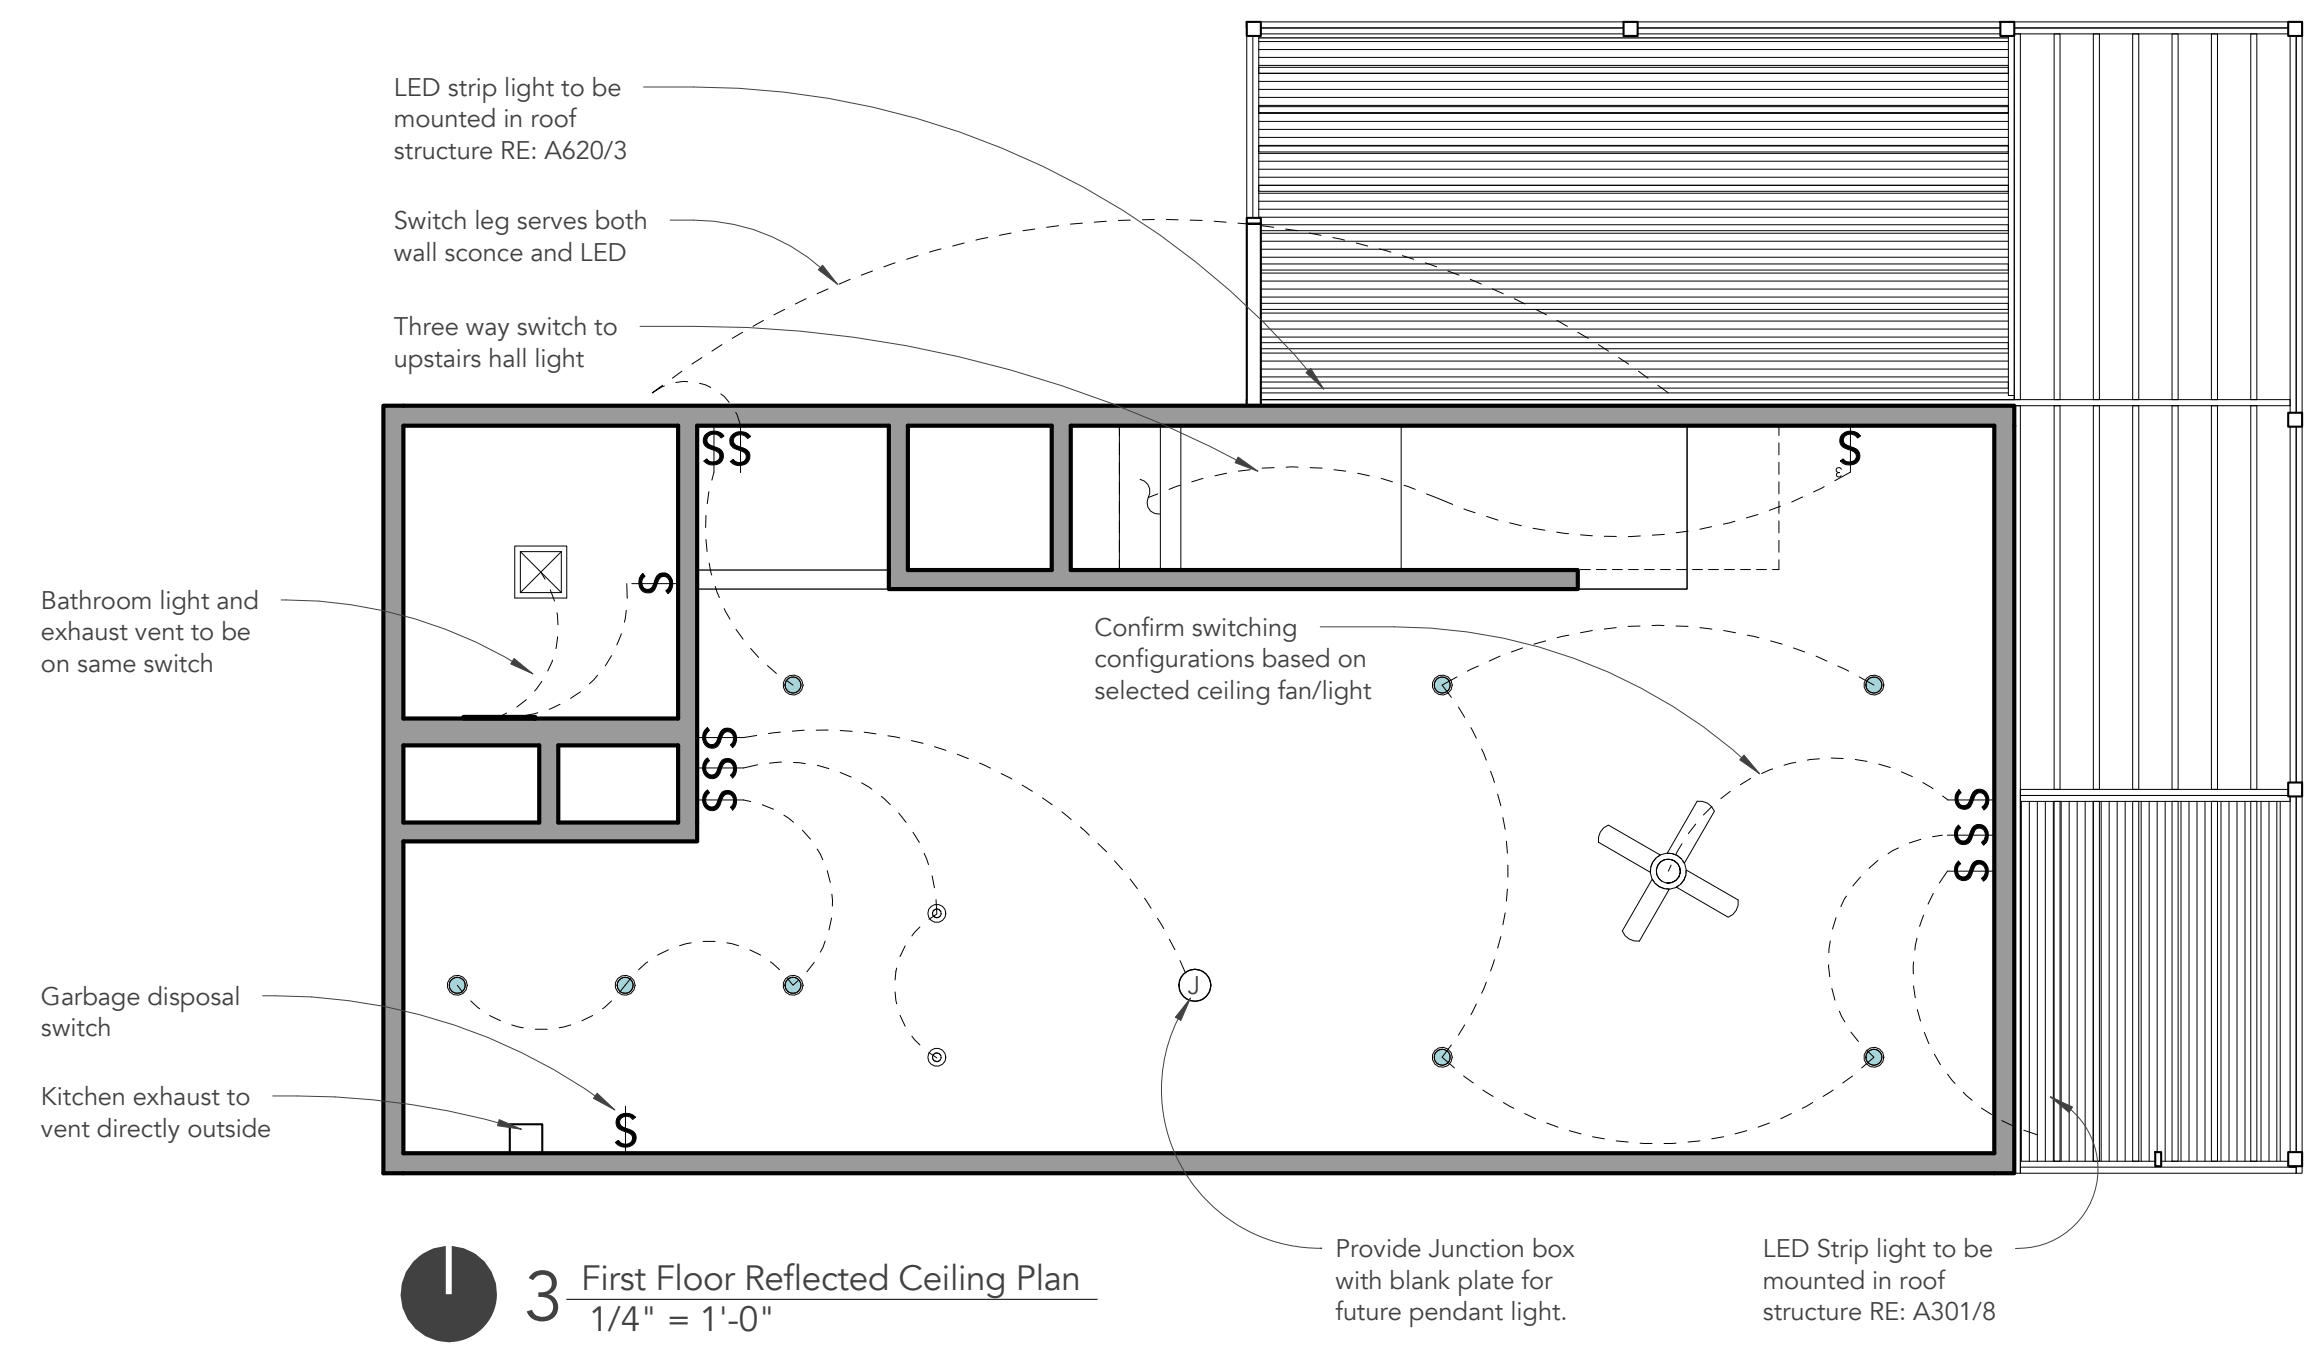 LED strip light to be
mounted in roof
structure RE: A620/3
Switch leg serves both
wall sconce and LED
Three way switch to
upstairs hall light
$$
$
3
$
Bathroom light and
exhaust vent to be
on same switch
Confirm switching
configurations based on
selected ceiling fan/light
$
$
$
$
$
$
J
Garbage disposal
switch
Kitchen exhaust to
vent directly outside
$
Provide Junction box
with blank plate for
future pendant light.
LED Strip light to be
mounted in roof
structure RE: A301/8
3 First Floor Reflected Ceiling Plan
1/4" = 1'-0"